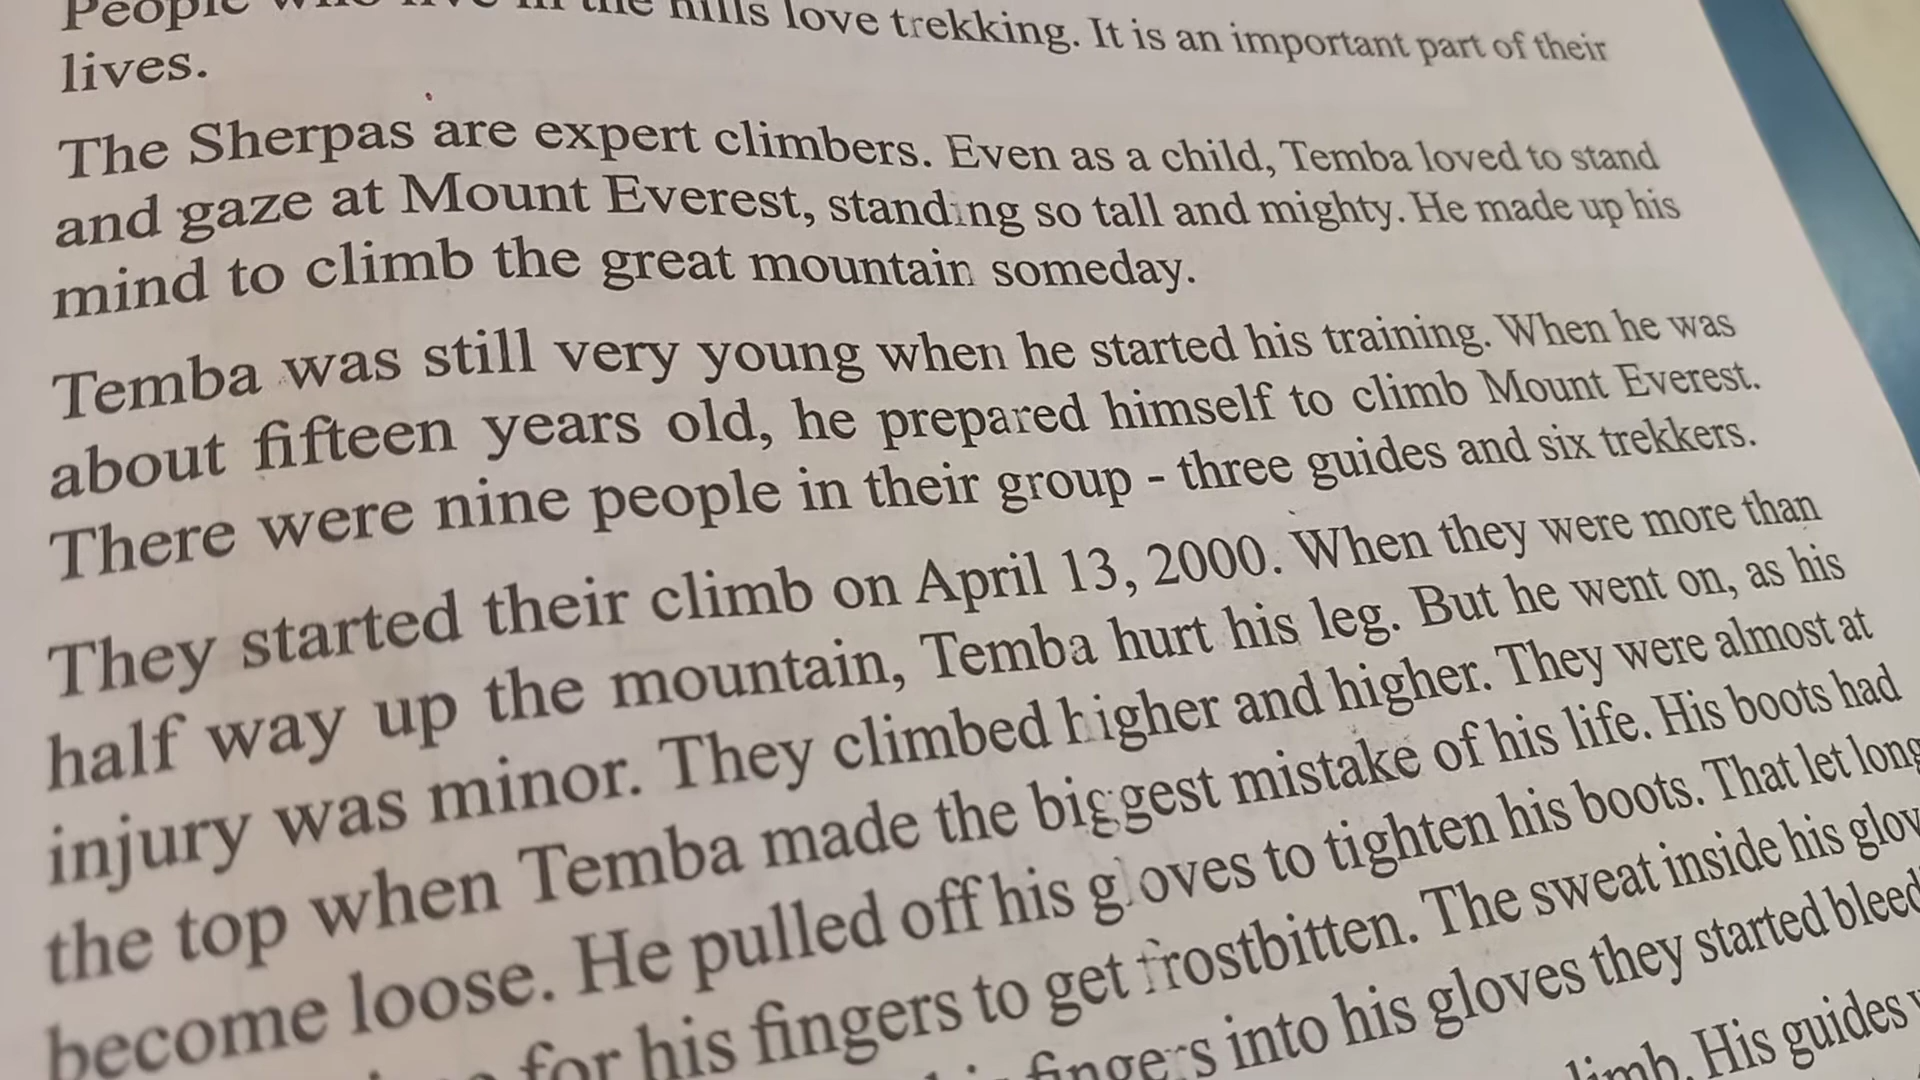 People who live in the hills love trekking. It is an important part of their
lives.
The Sherpas are expert climbers. Even as a child, Temba loved to stand
and gaze at Mount Everest, standing so tall and mighty. He made up his
mind to climb the great mountain someday.
Temba was still very young when he started his training. When he was
about fifteen years old, he prepared himself to climb Mount Everest.
There were nine people in their group - three guides and six trekkers.
They started their climb on April 13, 2000. When they were more than
half way up the mountain, Temba hurt his leg. But he went on, as his
injury was minor. They climbed higher and higher. They were almost at
the top when Temba made the biggest mistake of his life. His boots had
become loose. He pulled off his gloves to tighten his boots. That let long
for his fingers to get frostbitten. The sweat inside his
fingers into his gloves they started
His guides